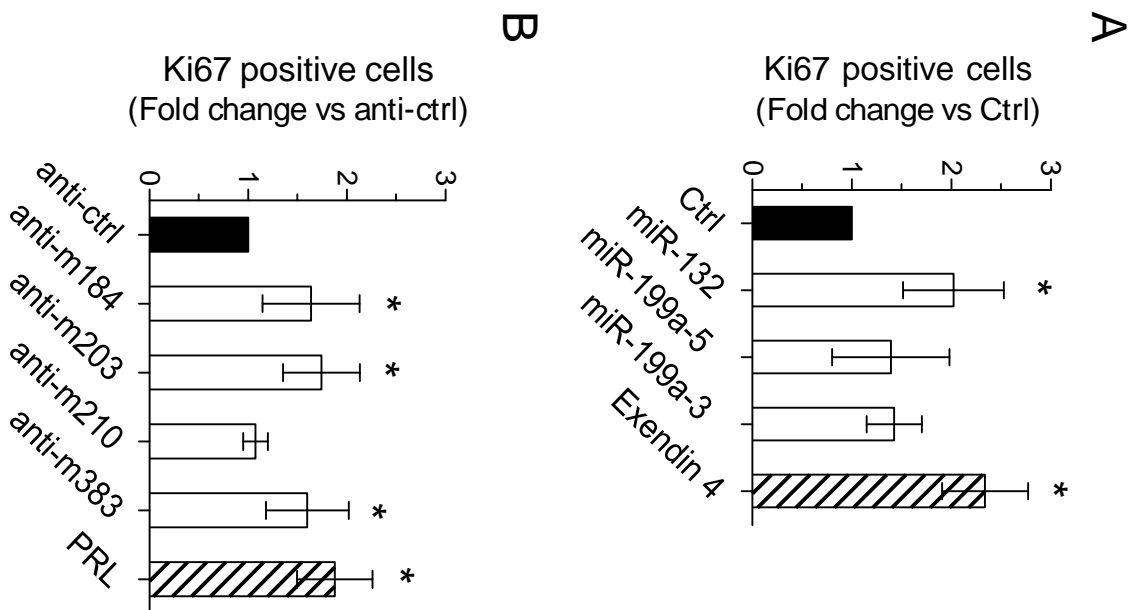 A
Ki67 positive cells
(Fold change vs Ctrl)
3
2
1
0
Ctrl
miR-132
miR-199a-5
miR-199a-3
Exendin 4
*
*
B
Ki67 positive cells
(Fold change vs anti-ctrl)
3
2
1
0
anti-ctrl
anti-m184
anti-m203
anti-m210
anti-m383
PRL
*
*
*
*